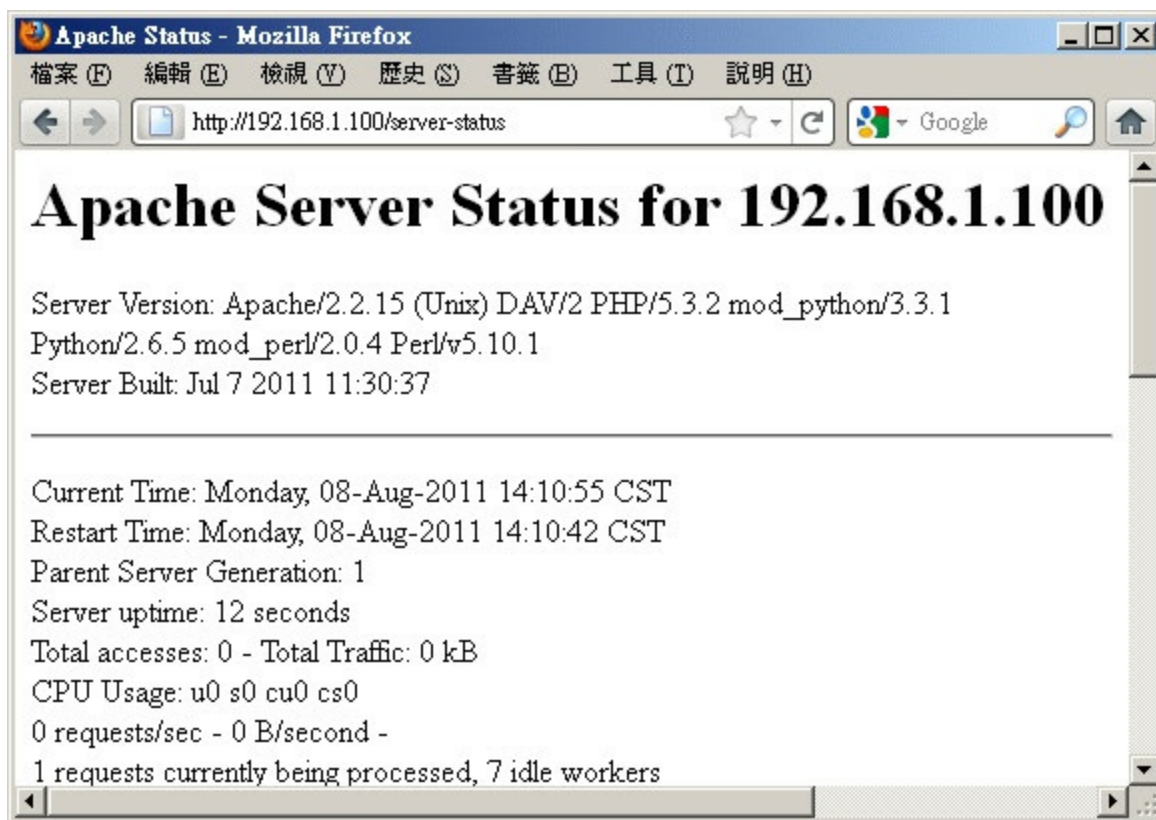 Apache Status - Mozilla Firefox
檔案 (F) 編輯 (E) 檢視 (V) 歷史 (S) 書籤 (B) 工具 (T) 說明 (H)
http://192.168.1.100/server-status Google
Apache Server Status for 192.168.1.100
Server Version: Apache/2.2.15 (Unix) DAV/2 PHP/5.3.2 mod_python/3.3.1
Python/2.6.5 mod_perl/2.0.4 Perl/v5.10.1
Server Built: Jul 7 2011 11:30:37
Current Time: Monday, 08-Aug-2011 14:10:55 CST
Restart Time: Monday, 08-Aug-2011 14:10:42 CST
Parent Server Generation: 1
Server uptime: 12 seconds
Total accesses: 0 - Total Traffic: 0 kB
CPU Usage: u0 s0 cu0 cs0
0 requests/sec - 0 B/second -
1 requests currently being processed, 7 idle workers